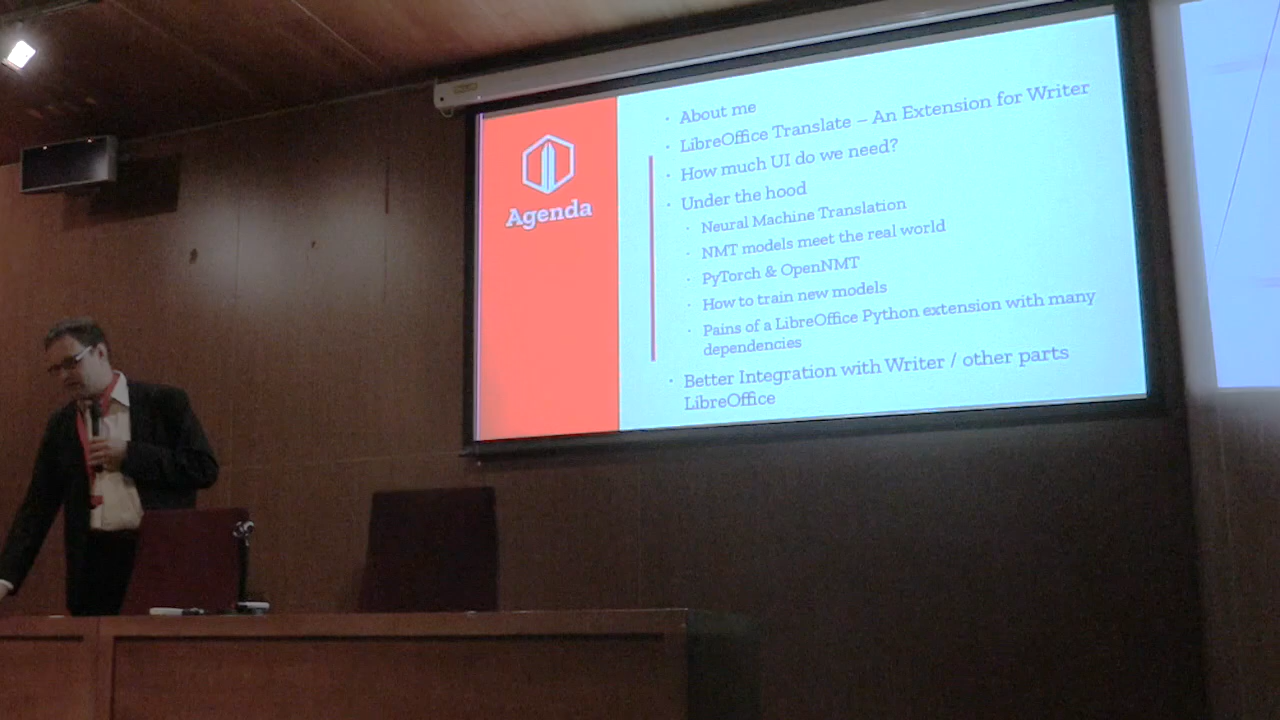 Agenda
About me
LibreOffice Translate – An Extension for Writer
How much UI do we need?
Under the hood
Neural Machine Translation
NMT models meet the real world
PyTorch & OpenNMT
How to train new models
Pains of a LibreOffice Python extension with many
dependencies
Better Integration with Writer / other parts
LibreOffice